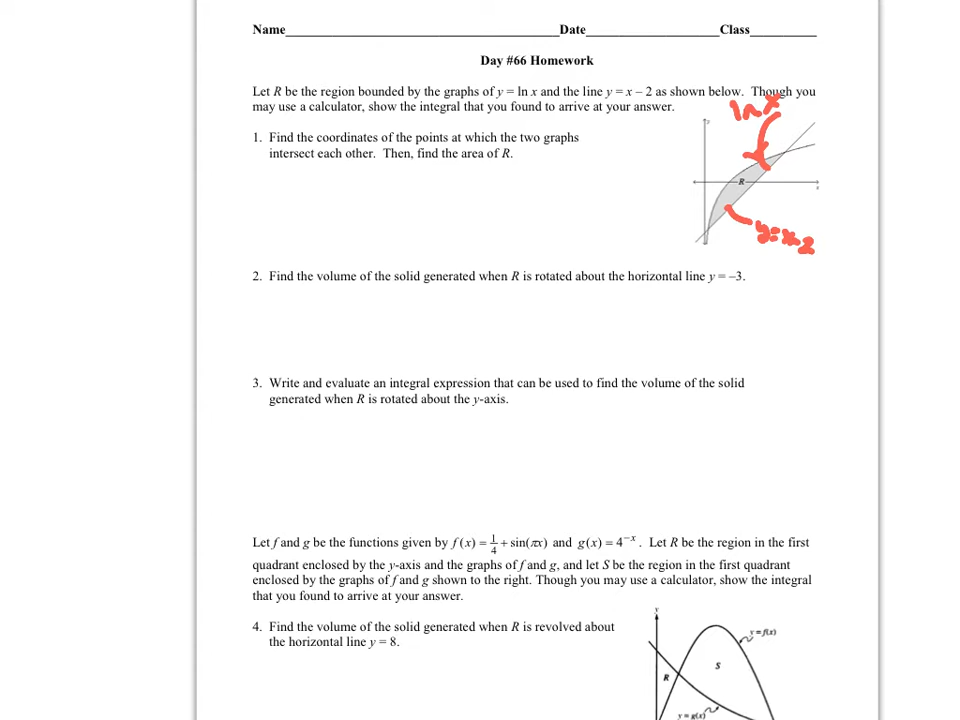 Name__________________________________________Date____________________Class__________
Day #66 Homework
Let R be the region bounded by the graphs of y = ln x and the line y = x – 2 as shown below. Though you
may use a calculator, show the integral that you found to arrive at your answer.
ln x
1. Find the coordinates of the points at which the two graphs
intersect each other. Then, find the area of R.
y
R
x
y=x-2
2. Find the volume of the solid generated when R is rotated about the horizontal line y = –3.
3. Write and evaluate an integral expression that can be used to find the volume of the solid
generated when R is rotated about the y-axis.
Let f and g be the functions given by f(x) = 1/4 + sin(πx) and g(x) = 4⁻ˣ. Let R be the region in the first
quadrant enclosed by the y-axis and the graphs of f and g, and let S be the region in the first quadrant
enclosed by the graphs of f and g shown to the right. Though you may use a calculator, show the integral
that you found to arrive at your answer.
4. Find the volume of the solid generated when R is revolved about
the horizontal line y = 8.
y
y = f(x)
S
R
y = g(x)